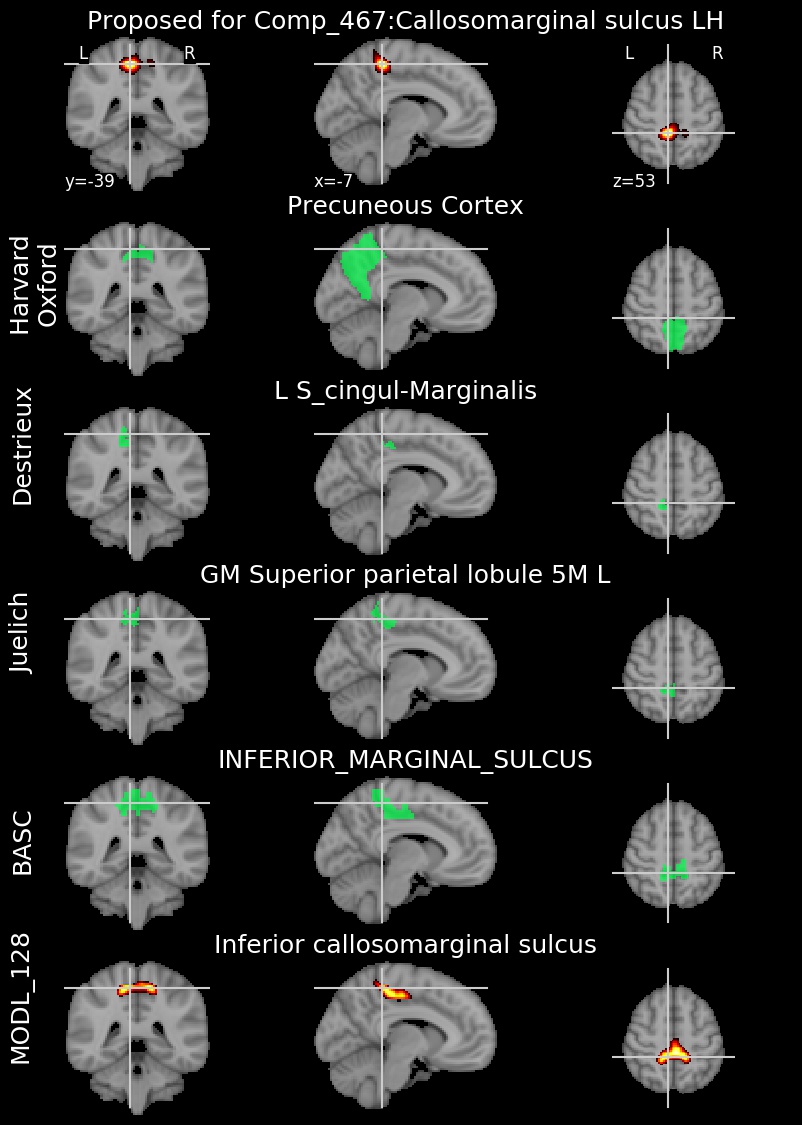 Proposed for Comp_467:Callosomarginal sulcus LH
L R
L R
y=-39 x=-7 z=53
Precuneous Cortex
Harvard
Oxford
L S_cingul-Marginalis
Destrieux
GM Superior parietal lobule 5M L
Juelich
INFERIOR_MARGINAL_SULCUS
BASC
Inferior callosomarginal sulcus
MODL_128